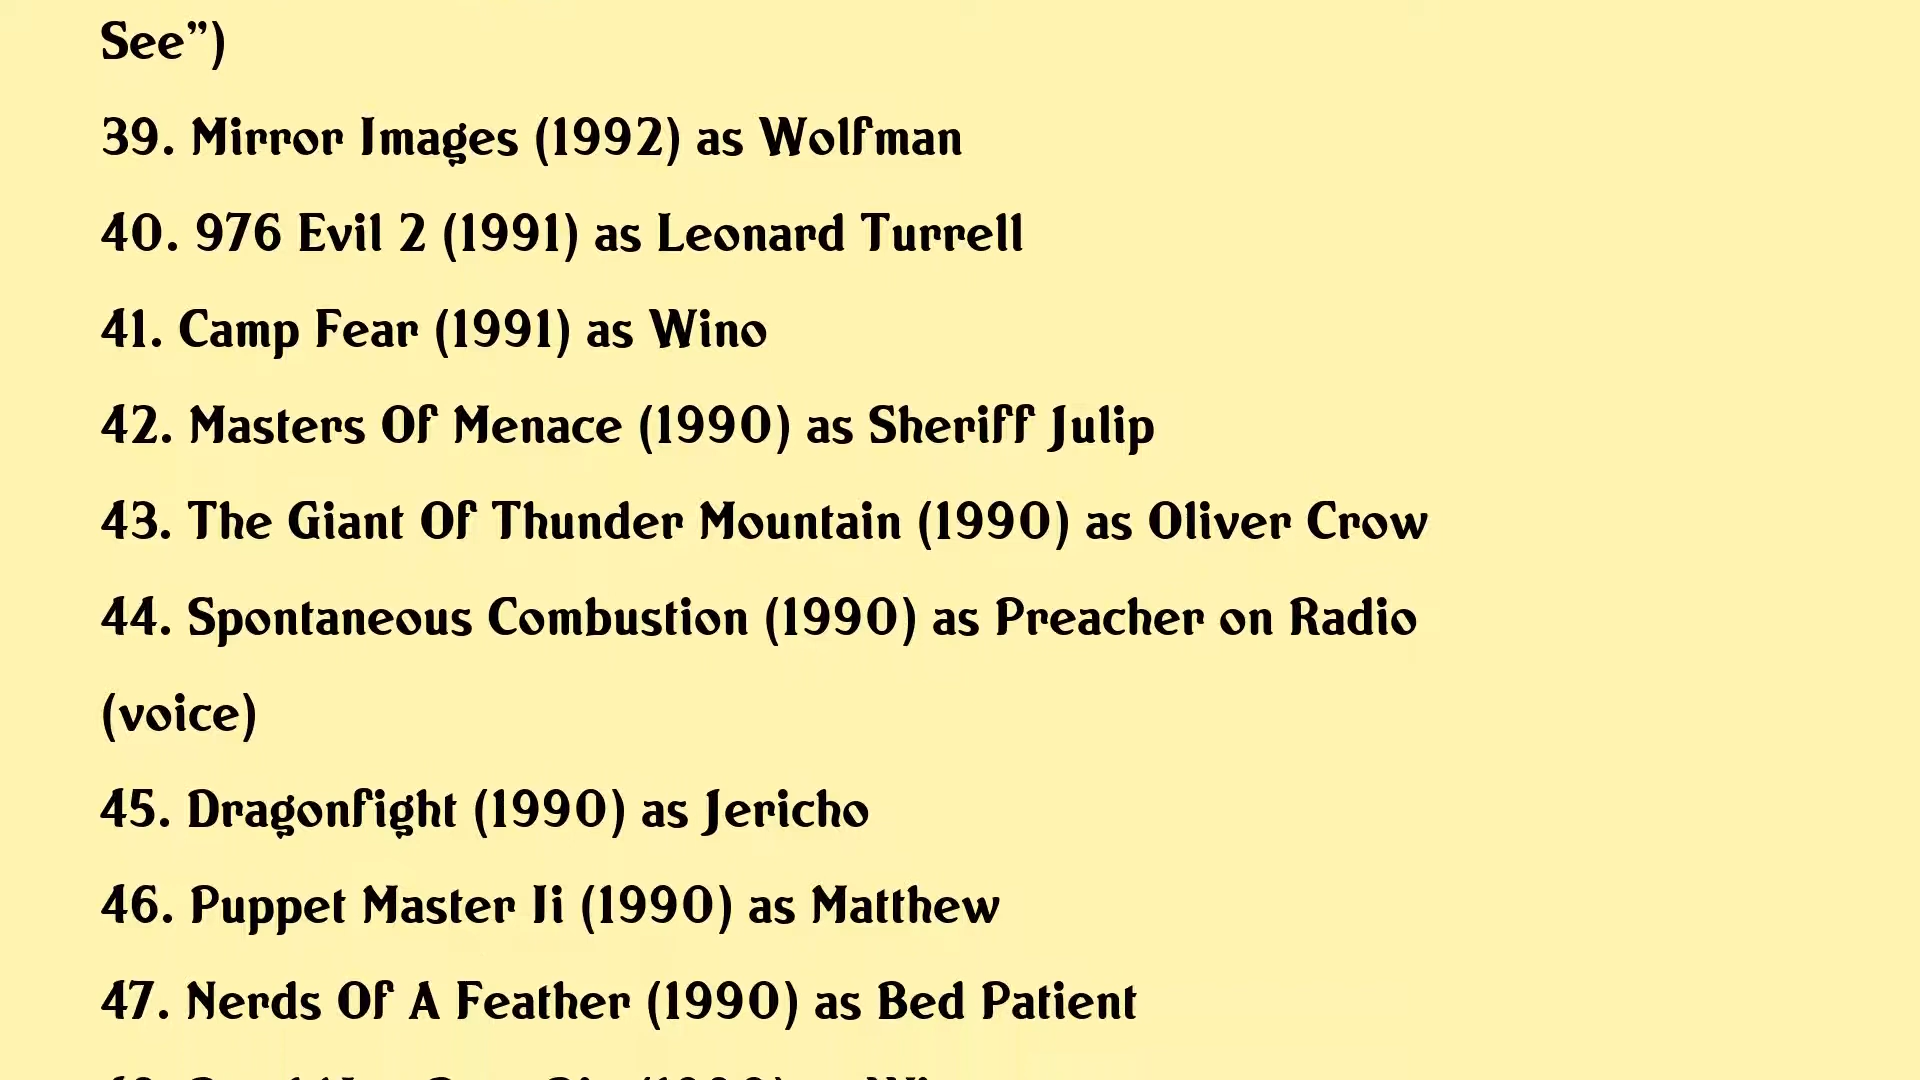 See”)
39. Mirror Images (1992) as Wolfman
40. 976 Evil 2 (1991) as Leonard Turrell
41. Camp Fear (1991) as Wino
42. Masters Of Menace (1990) as Sheriff Julip
43. The Giant Of Thunder Mountain (1990) as Oliver Crow
44. Spontaneous Combustion (1990) as Preacher on Radio
(voice)
45. Dragonfight (1990) as Jericho
46. Puppet Master Ii (1990) as Matthew
47. Nerds Of A Feather (1990) as Bed Patient